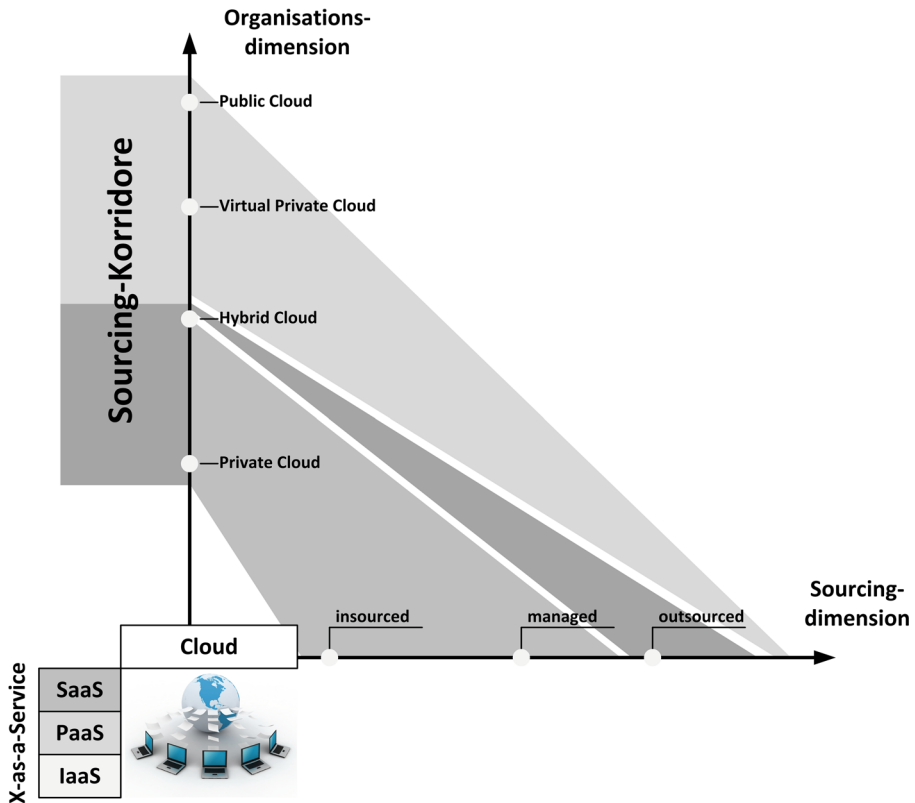 Organisations-
dimension
Public Cloud
Virtual Private Cloud
Sourcing-Korridore
Hybrid Cloud
Private Cloud
Sourcing-
dimension
insourced
managed
outsourced
Cloud
X-as-a-Service
SaaS
PaaS
IaaS